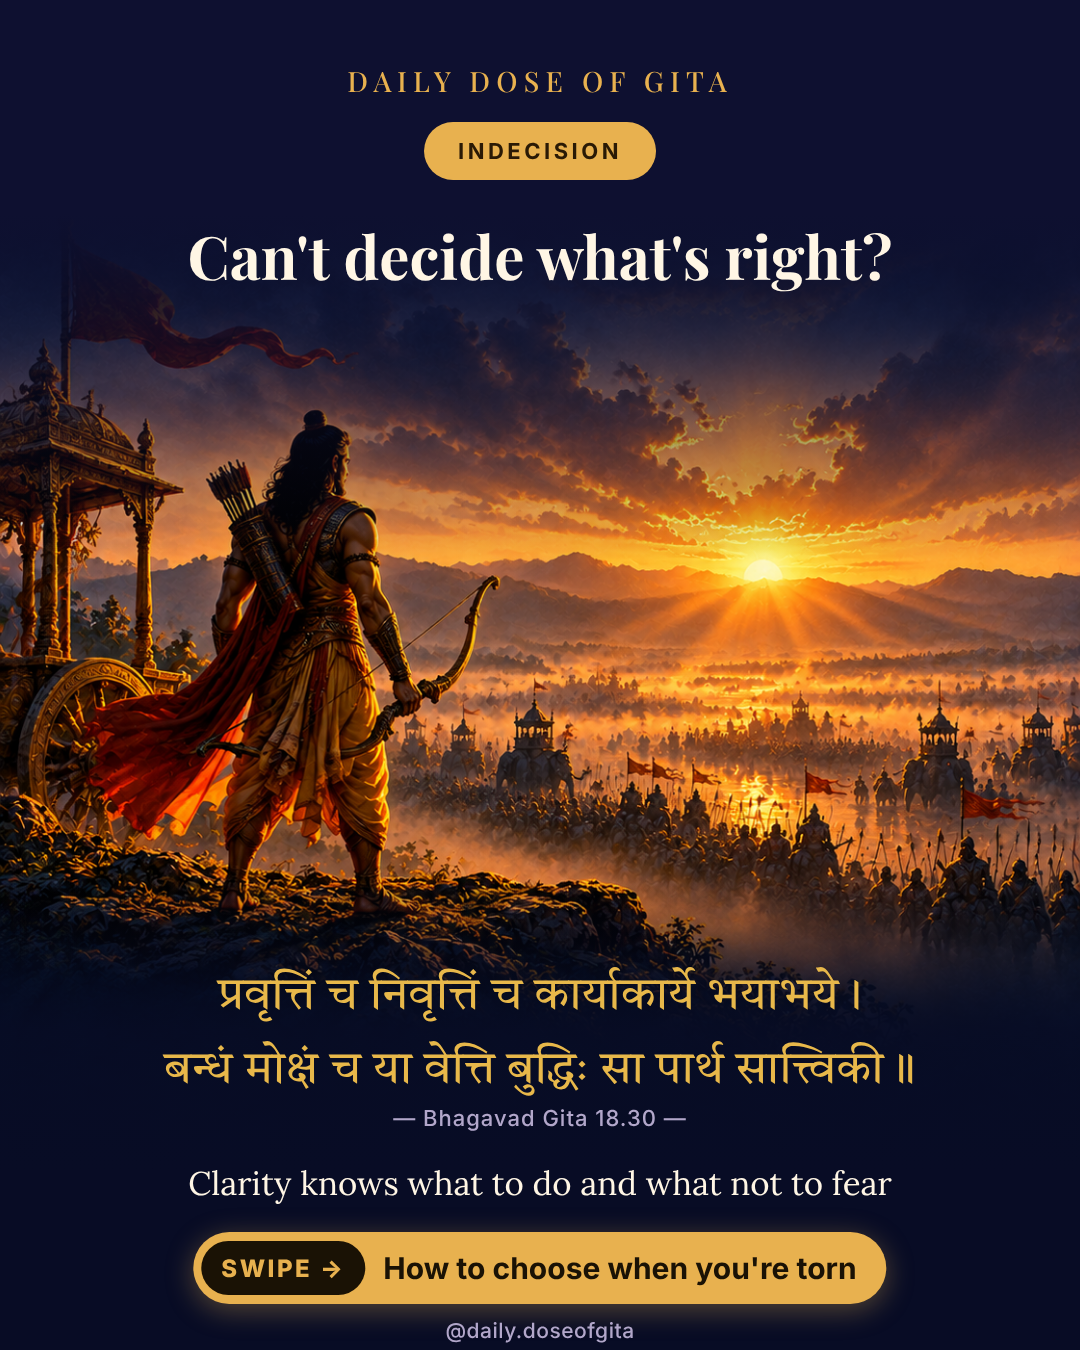 DAILY DOSE OF GITA
INDECISION
Can't decide what's right?
प्रवृत्तिं च निवृत्तिं च कार्याकार्ये भयाभये।
बन्धं मोक्षं च या वेत्ति बुद्धिः सा पार्थ सात्त्विकी॥
— Bhagavad Gita 18.30 —
Clarity knows what to do and what not to fear
SWIPE → How to choose when you're torn
@daily.doseofgita